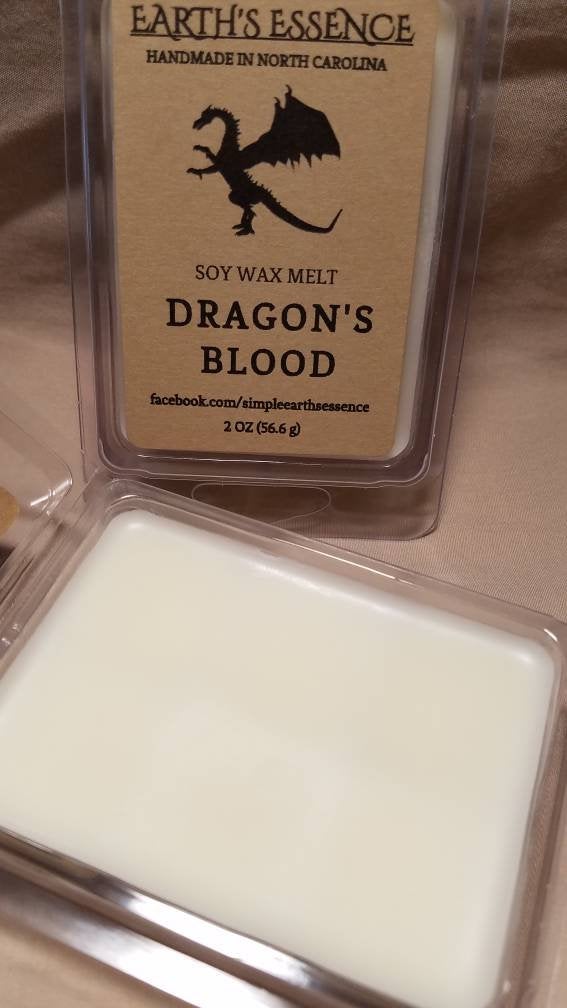 EARTH'S ESSENCE
HANDMADE IN NORTH CAROLINA
SOY WAX MELT
DRAGON'S
BLOOD
facebook.com/simpleearthsessence
2 OZ (56.6 g)